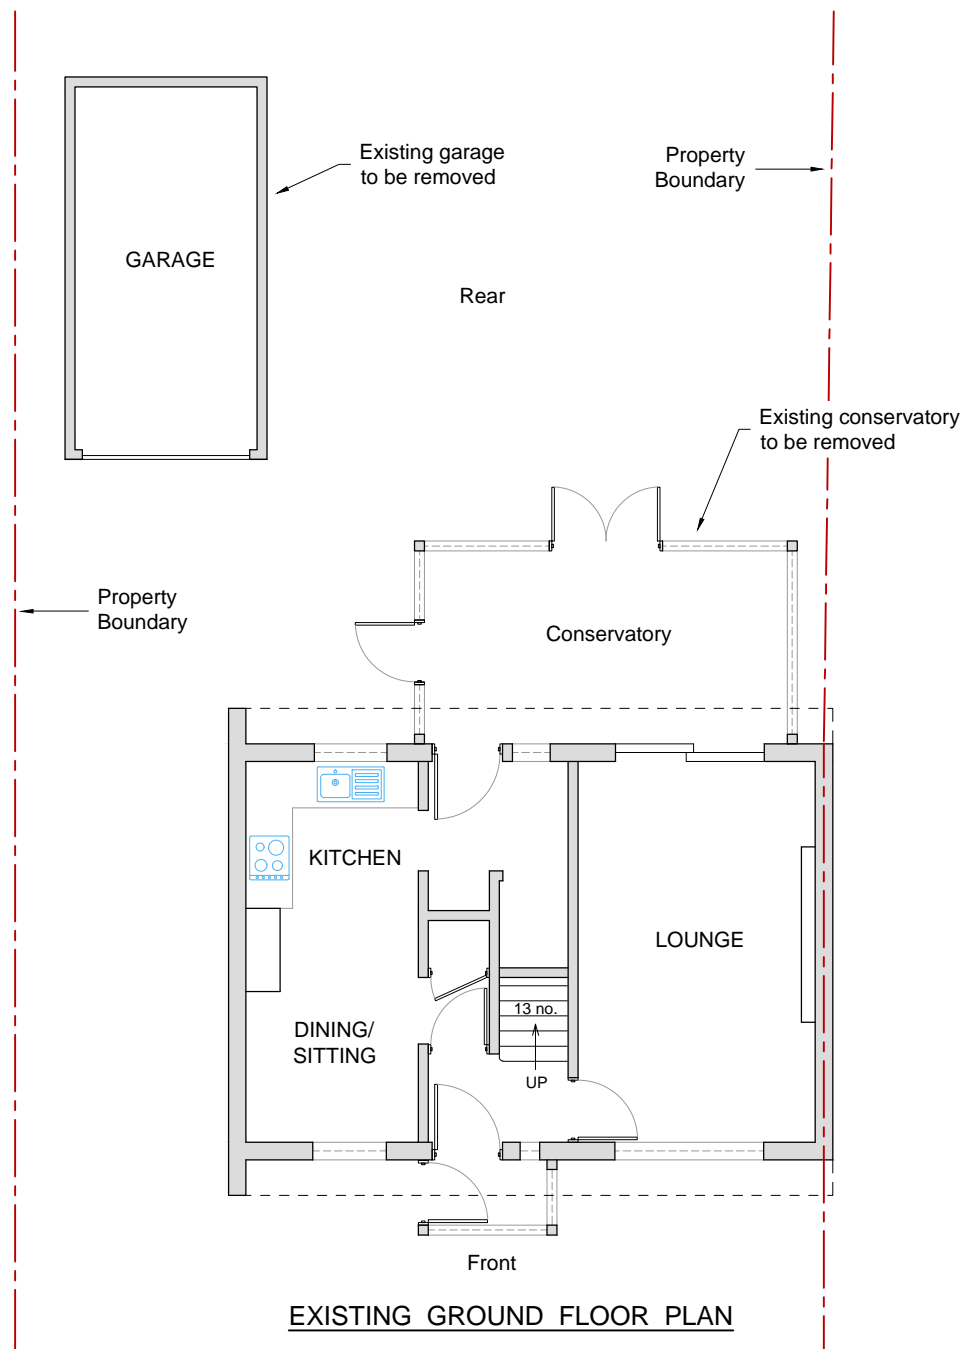 Existing garage
to be removed
Property
Boundary
GARAGE
Rear
Existing conservatory
to be removed
Property
Boundary
Conservatory
KITCHEN
LOUNGE
13 no.
DINING/
SITTING
UP
Front
EXISTING GROUND FLOOR PLAN